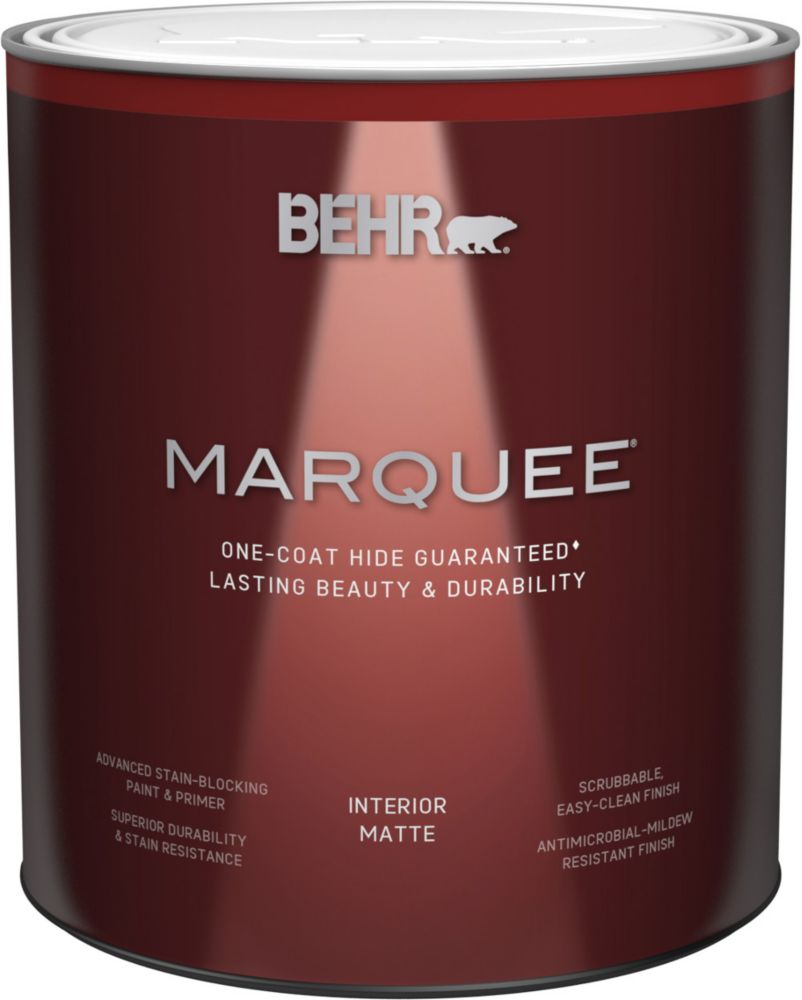 BEHR®
MARQUEE®
ONE-COAT HIDE GUARANTEED♦
LASTING BEAUTY & DURABILITY
ADVANCED STAIN-BLOCKING
PAINT & PRIMER
SUPERIOR DURABILITY
& STAIN RESISTANCE
INTERIOR
MATTE
SCRUBBABLE,
EASY-CLEAN FINISH
ANTIMICROBIAL-MILDEW
RESISTANT FINISH